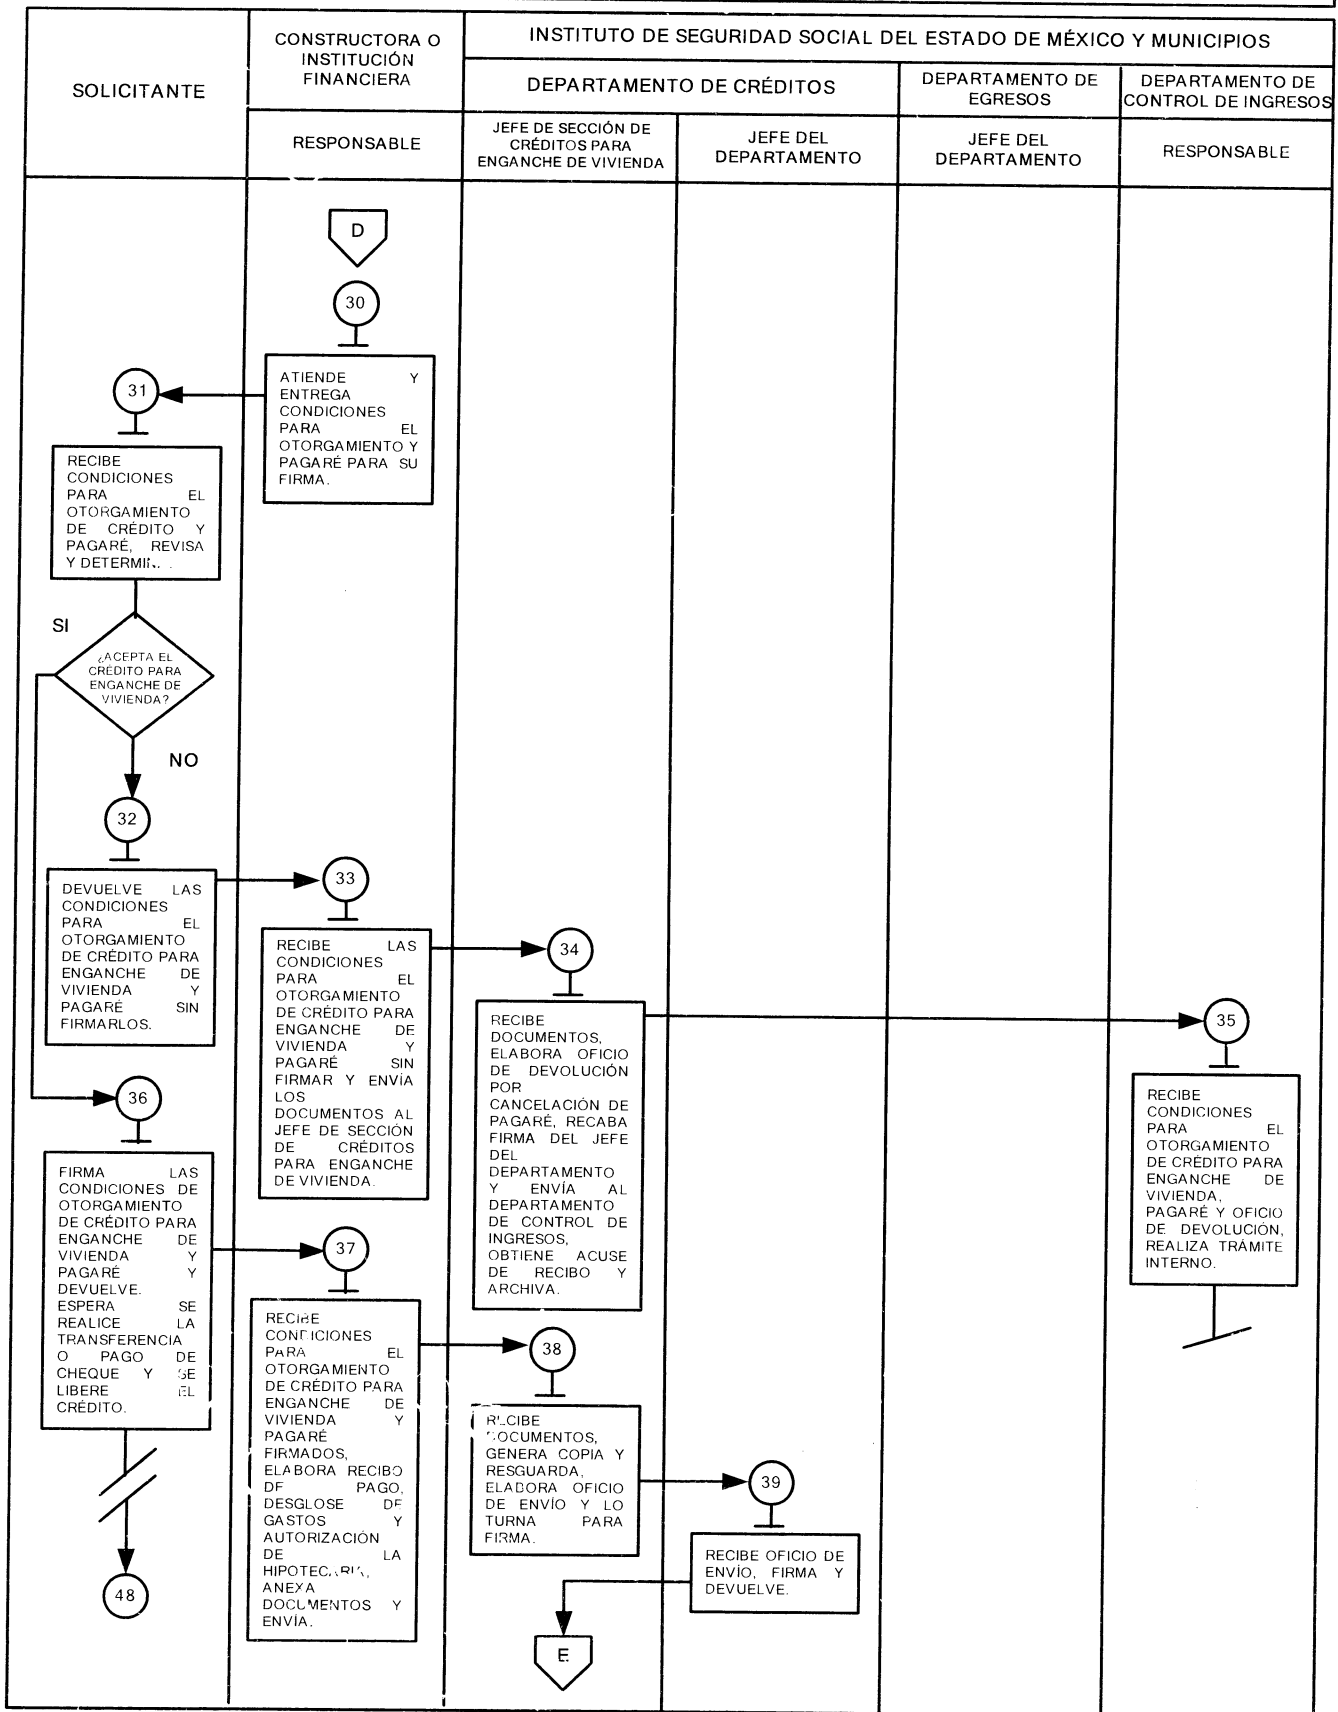 SOLICITANTE
CONSTRUCTORA O
INSTITUCIÓN
FINANCIERA
RESPONSABLE
INSTITUTO DE SEGURIDAD SOCIAL DEL ESTADO DE MÉXICO Y MUNICIPIOS
DEPARTAMENTO DE CRÉDITOS
DEPARTAMENTO DE
EGRESOS
DEPARTAMENTO DE
CONTROL DE INGRESOS
JEFE DE SECCIÓN DE
CRÉDITOS PARA
ENGANCHE DE VIVIENDA
JEFE DEL
DEPARTAMENTO
JEFE DEL
DEPARTAMENTO
RESPONSABLE
D
30
ATIENDE Y
ENTREGA
CONDICIONES
PARA EL
OTORGAMIENTO Y
PAGARÉ PARA SU
FIRMA.
31
RECIBE
CONDICIONES
PARA EL
OTORGAMIENTO
DE CRÉDITO Y
PAGARÉ, REVISA
Y
SI
¿ACEPTA EL
CRÉDITO PARA
ENGANCHE DE
VIVIENDA?
NO
32
DEVUELVE LAS
CONDICIONES
PARA EL
OTORGAMIENTO
DE CRÉDITO PARA
ENGANCHE DE
VIVIENDA Y
PAGARÉ SIN
FIRMARLOS.
33
RECIBE LAS
CONDICIONES
PARA EL
OTORGAMIENTO
DE CRÉDITO PARA
ENGANCHE DE
VIVIENDA Y
PAGARÉ SIN
FIRMAR Y ENVÍA
LOS
DOCUMENTOS AL
JEFE DE SECCIÓN
DE CRÉDITOS
PARA ENGANCHE
DE VIVIENDA.
34
RECIBE
DOCUMENTOS,
ELABORA OFICIO
DE DEVOLUCIÓN
POR
CANCELACIÓN DE
PAGARÉ, RECABA
FIRMA DEL JEFE
DEL
DEPARTAMENTO
Y ENVÍA AL
DEPARTAMENTO
DE CONTROL DE
INGRESOS,
OBTIENE ACUSE
DE RECIBO Y
ARCHIVA.
35
RECIBE
CONDICIONES
PARA EL
OTORGAMIENTO
DE CRÉDITO PARA
ENGANCHE DE
VIVIENDA,
PAGARÉ Y OFICIO
DE DEVOLUCIÓN,
REALIZA TRÁMITE
INTERNO.
36
FIRMA LAS
CONDICIONES DE
OTORGAMIENTO
DE CRÉDITO PARA
ENGANCHE DE
VIVIENDA Y
PAGARÉ Y
DEVUELVE.
ESPERA SE
REALICE LA
TRANSFERENCIA
O PAGO DE
CHEQUE Y SE
LIBERE EL
CRÉDITO.
48
37
RECIBE
CONDICIONES
PARA EL
OTORGAMIENTO
DE CRÉDITO PARA
ENGANCHE DE
VIVIENDA Y
PAGARÉ
FIRMADOS,
ELABORA RECIBO
DE PAGO,
DESGLOSE DE
GASTOS Y
AUTORIZACIÓN
DE LA
HIPOTECARIA,
ANEXA
DOCUMENTOS Y
ENVÍA.
38
RECIBE
DOCUMENTOS,
GENERA COPIA Y
RESGUARDA,
ELABORA OFICIO
DE ENVÍO Y LO
TURNA PARA
FIRMA.
39
RECIBE OFICIO DE
ENVÍO, FIRMA Y
DEVUELVE.
E